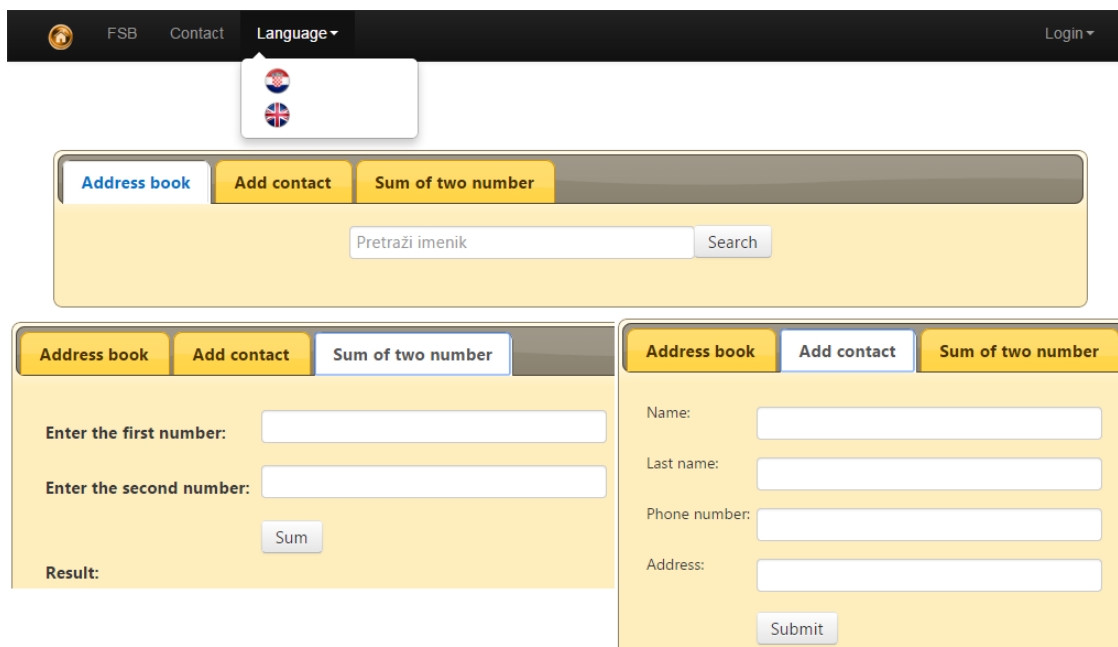 FSB Contact Language Login
Address book Add contact Sum of two number
Pretraži imenik Search
Address book Add contact Sum of two number
Enter the first number:
Enter the second number:
Sum
Result:
Address book Add contact Sum of two number
Name:
Last name:
Phone number:
Address:
Submit